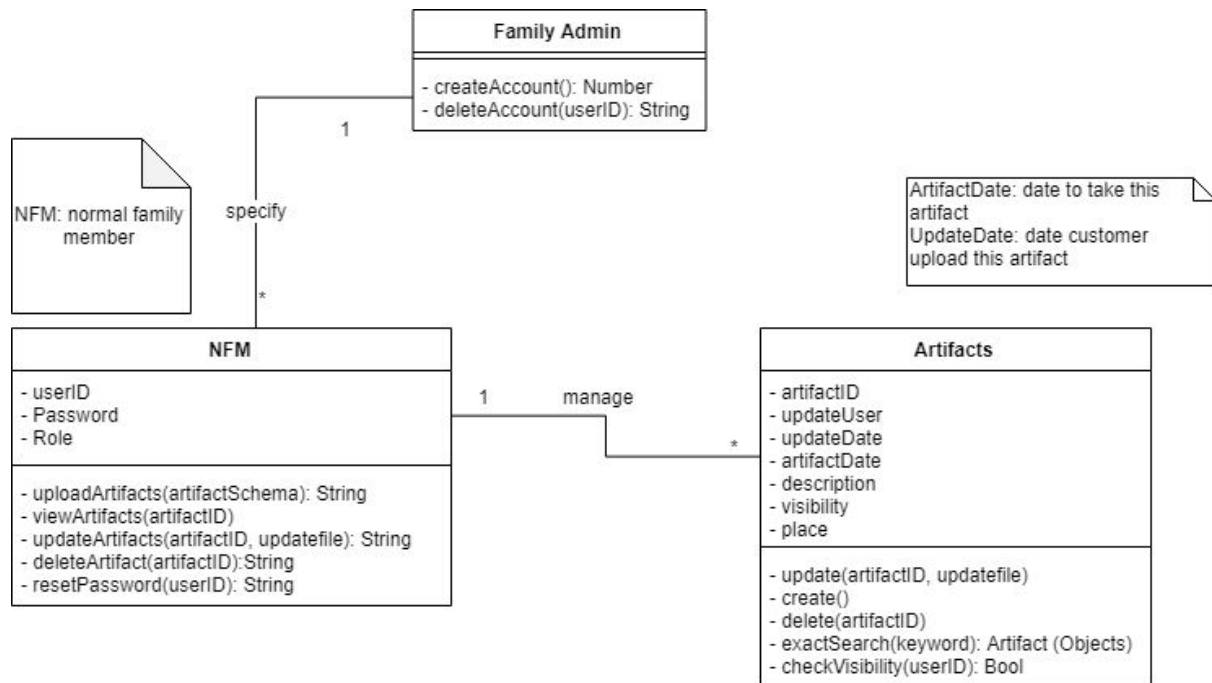 Family Admin
- createAccount(): Number
- deleteAccount(userID): String
1
specify
*
NFM: normal family
member
ArtifactDate: date to take this
artifact
UpdateDate: date customer
upload this artifact
NFM
- userID
- Password
- Role
- uploadArtifacts(artifactSchema): String
- viewArtifacts(artifactID)
- updateArtifacts(artifactID, updatefile): String
- deleteArtifact(artifactID):String
- resetPassword(userID): String
1
manage
*
Artifacts
- artifactID
- updateUser
- updateDate
- artifactDate
- description
- visibility
- place
- update(artifactID, updatefile)
- create()
- delete(artifactID)
- exactSearch(keyword): Artifact (Objects)
- checkVisibility(userID): Bool